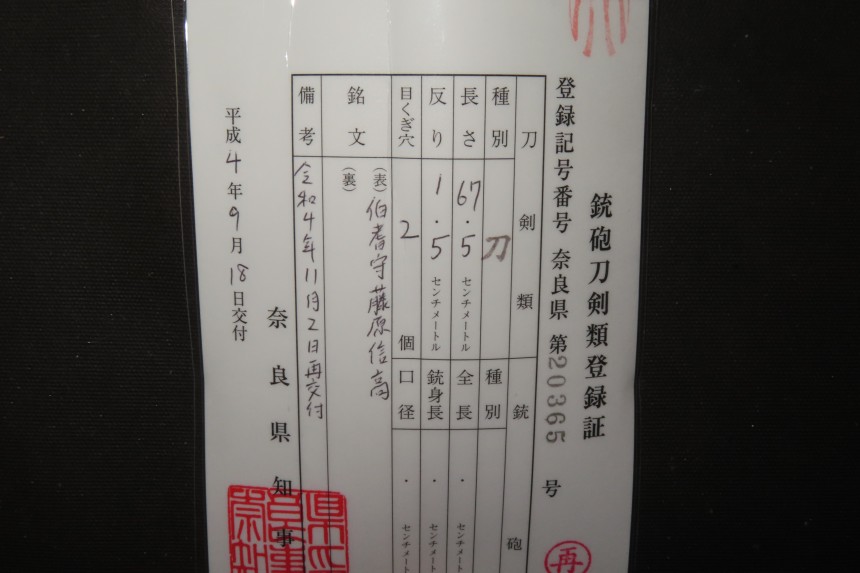 銃砲刀剣類登録証
登録記号番号 奈良県 第20365号
刀剣類
種別 刀
長さ 67.5センチメートル
反り 1.5センチメートル
目くぎ穴 2個
銘文 (表) 伯耆守藤原信高
(裏)
備考 令和4年11月2日再交付
銃砲
種別
全長 ・ センチメート
銃身長 ・ センチメート
口径 ・ センチメート
平成4年9月18日交付
奈良県知事
再